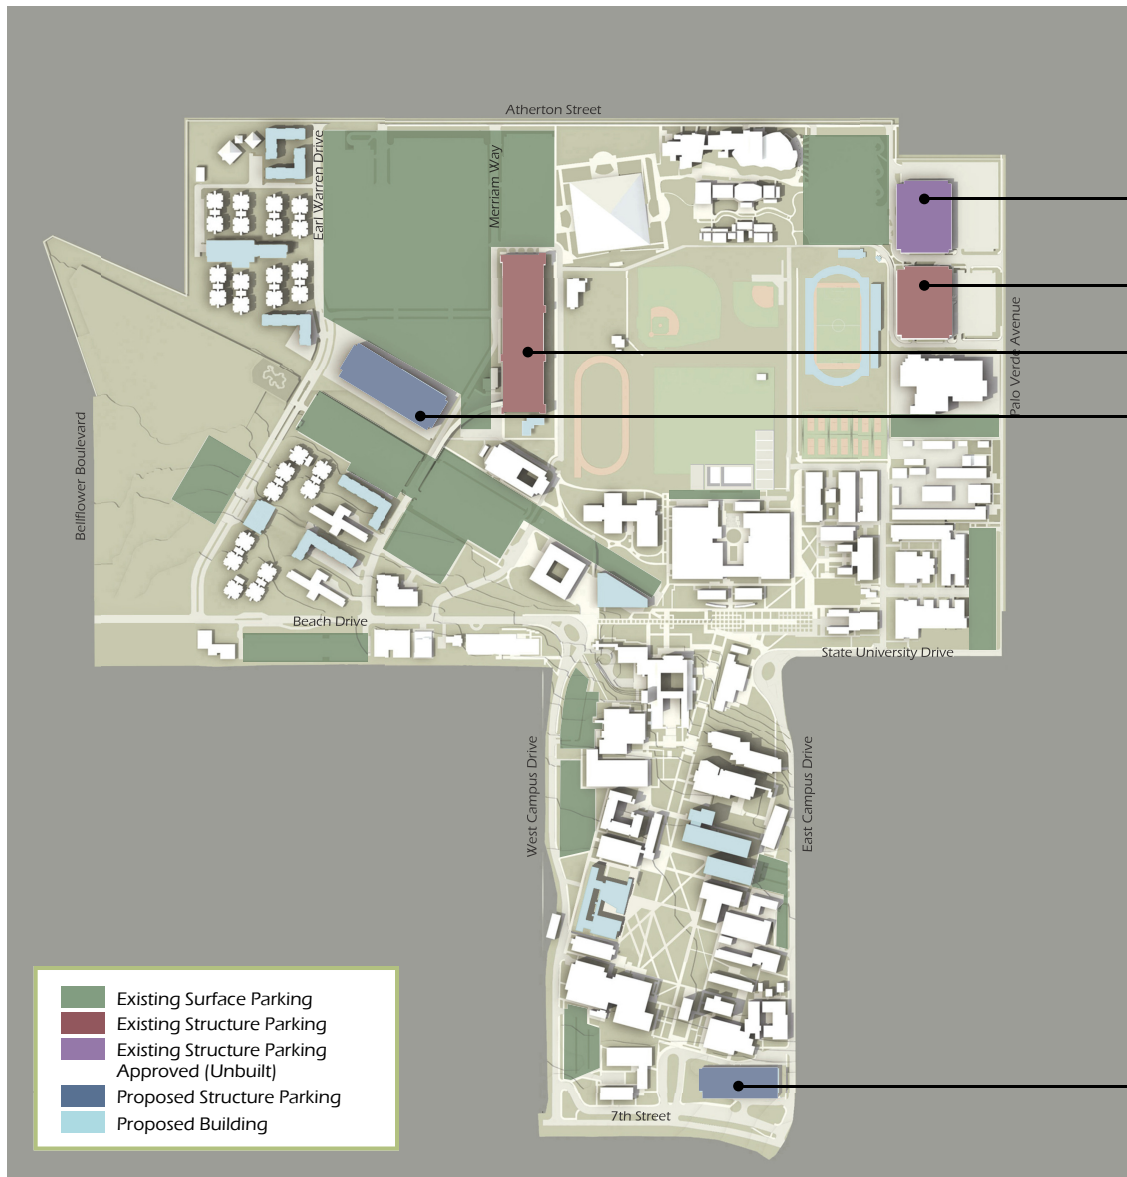 Atherton Street
Earl Warren Drive
Merriam Way
Palo Verde Avenue
Bellflower Boulevard
Beach Drive
State University Drive
West Campus Drive
East Campus Drive
7th Street
Existing Surface Parking
Existing Structure Parking
Existing Structure Parking
Approved (Unbuilt)
Proposed Structure Parking
Proposed Building